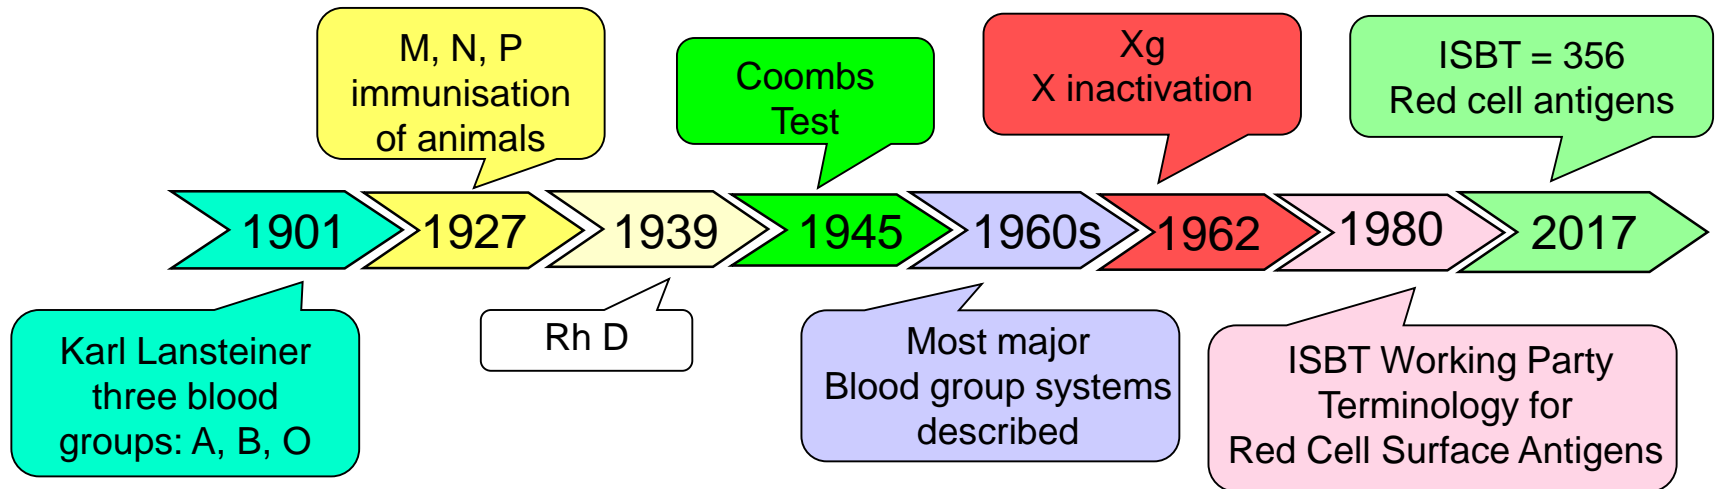 M, N, P
immunisation
of animals
Coombs
Test
Xg
X inactivation
ISBT = 356
Red cell antigens
1901
1927
1939
1945
1960s
1962
1980
2017
Karl Lansteiner
three blood
groups: A, B, O
Rh D
Most major
Blood group systems
described
ISBT Working Party
Terminology for
Red Cell Surface Antigens